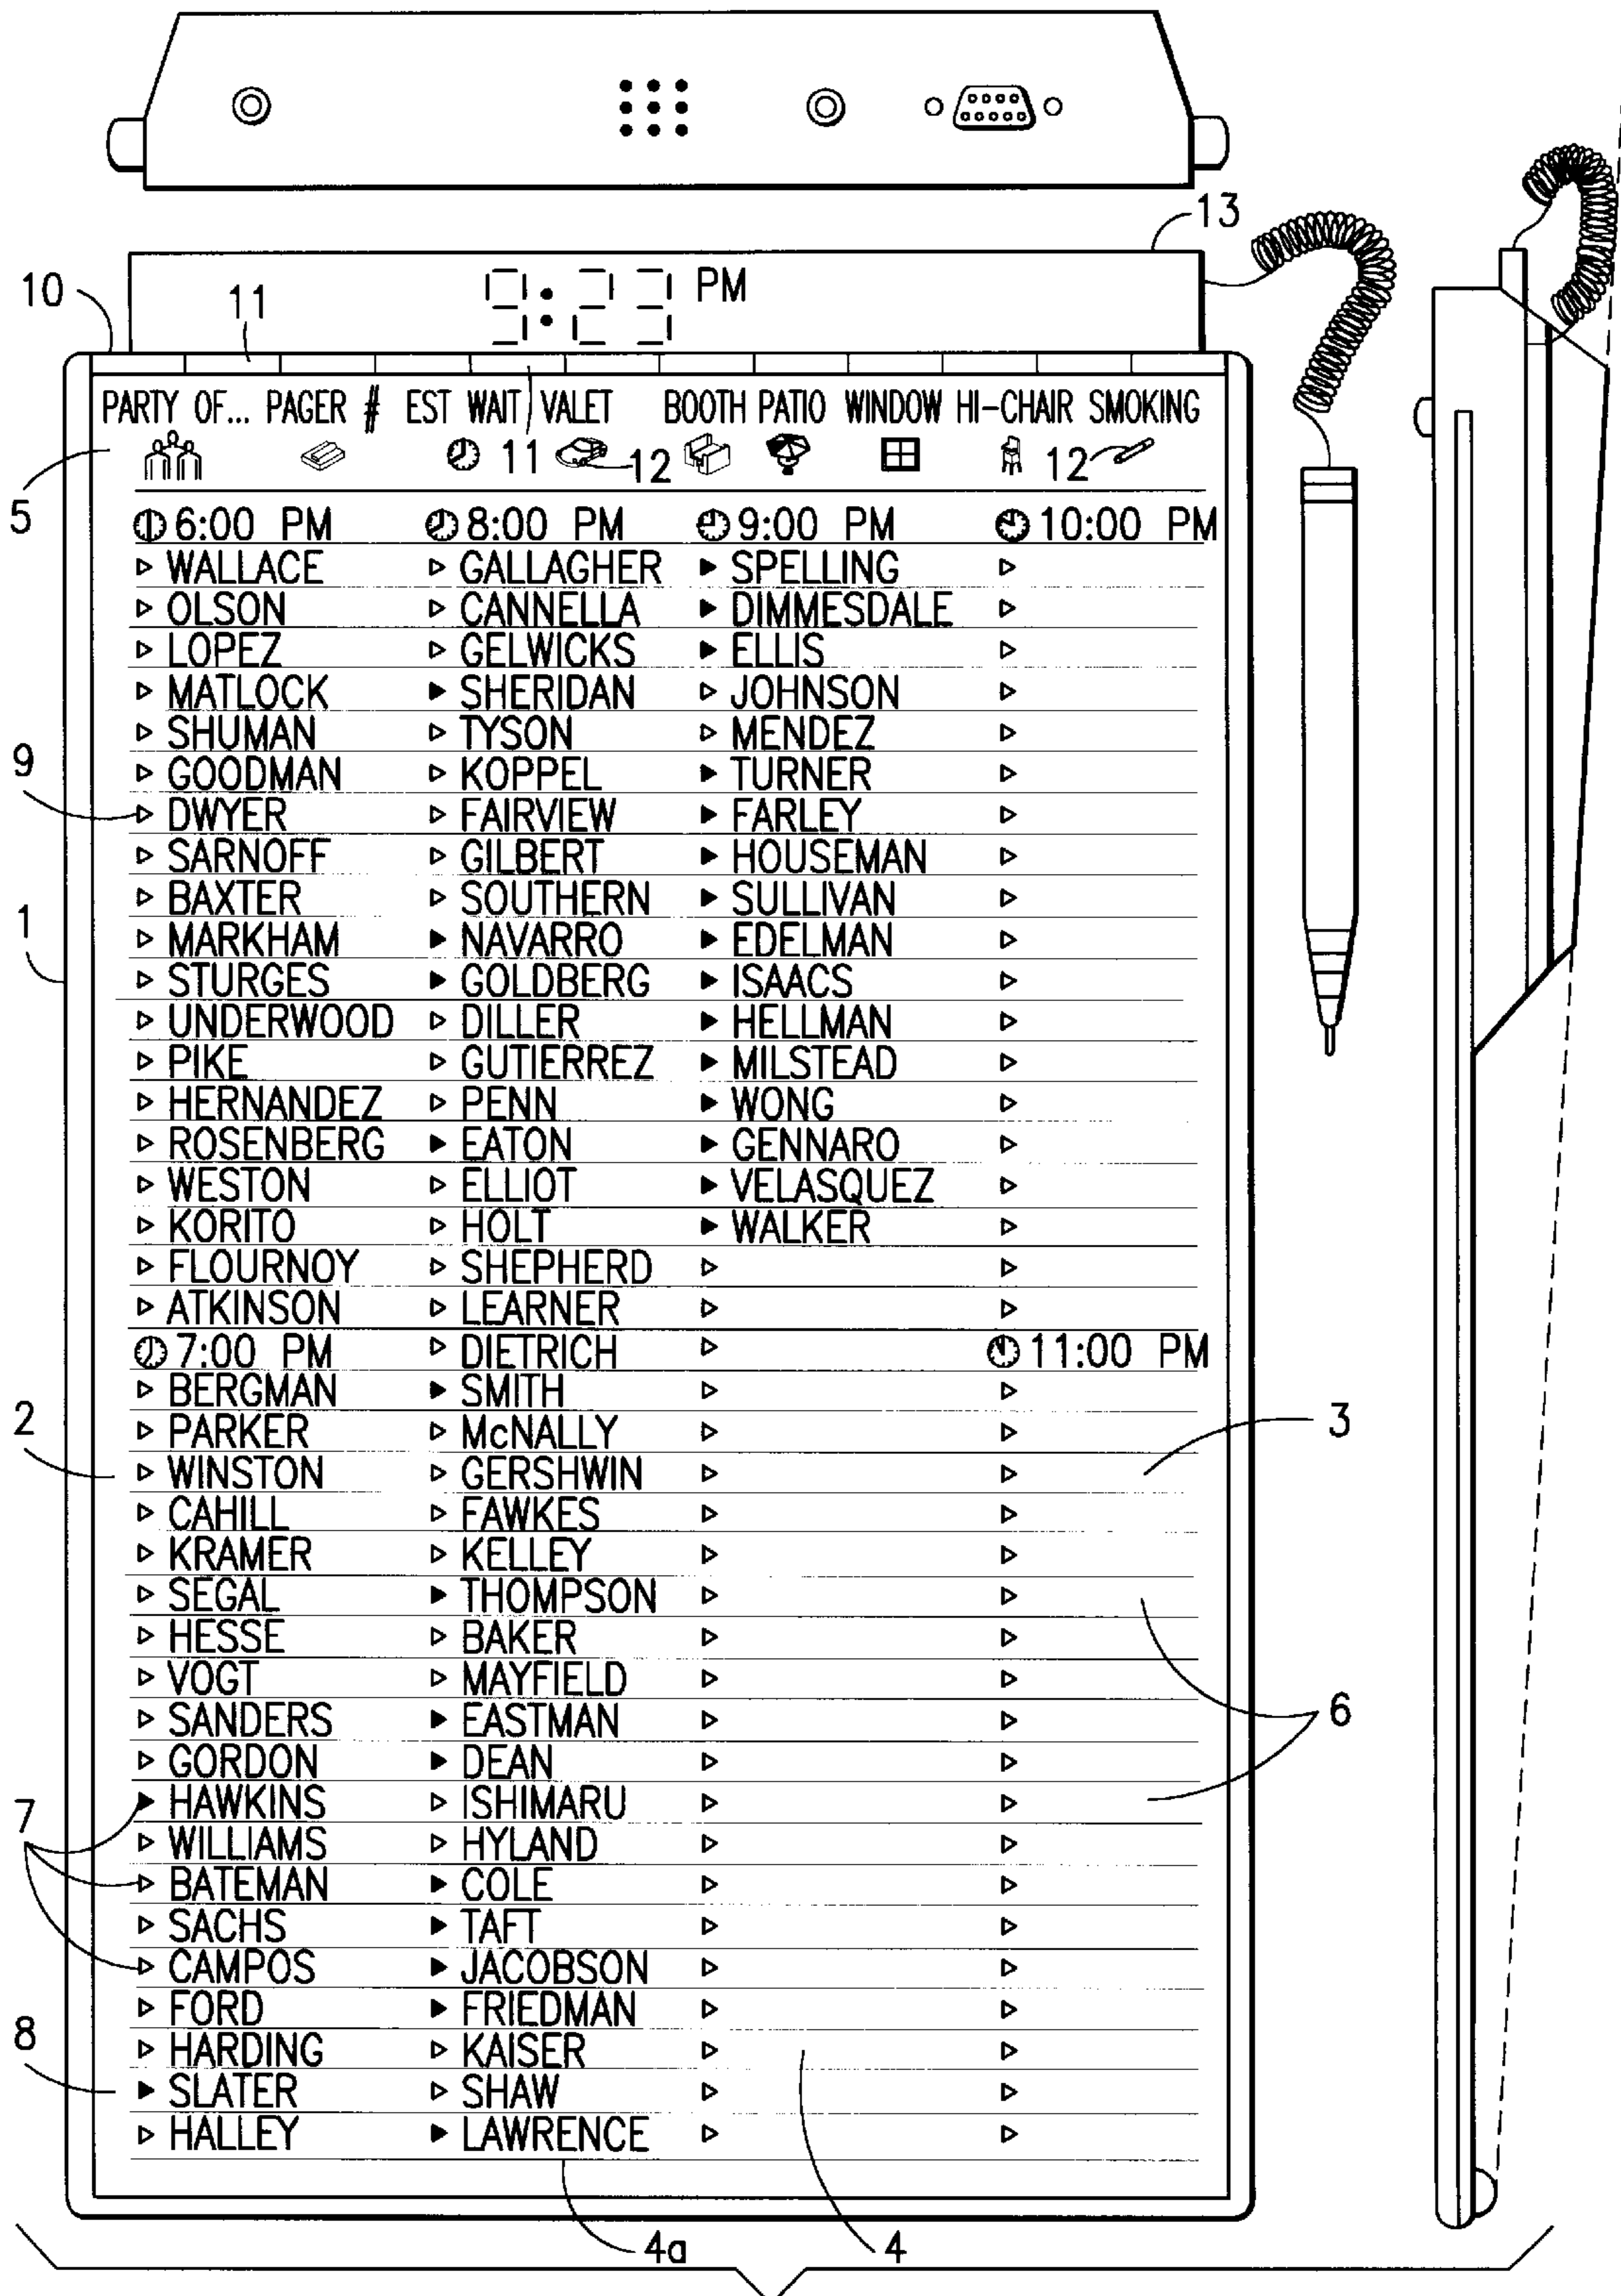 13
9:23 PM
10
11
PARTY OF... PAGER # EST WAIT VALET BOOTH PATIO WINDOW HI-CHAIR SMOKING
11 12 12
5
6:00 PM 8:00 PM 9:00 PM 10:00 PM
WALLACE GALLAGHER SPELLING
OLSON CANNELLA DIMMESDALE
LOPEZ GELWICKS ELLIS
MATLOCK SHERIDAN JOHNSON
SHUMAN TYSON MENDEZ
9 GOODMAN KOPPEL TURNER
DWYER FAIRVIEW FARLEY
SARNOFF GILBERT HOUSEMAN
BAXTER SOUTHERN SULLIVAN
1 MARKHAM NAVARRO EDELMAN
STURGES GOLDBERG ISAACS
UNDERWOOD DILLER HELLMAN
PIKE GUTIERREZ MILSTEAD
HERNANDEZ PENN WONG
ROSENBERG EATON GENNARO
WESTON ELLIOT VELASQUEZ
KORITO HOLT WALKER
FLOURNOY SHEPHERD
ATKINSON LEARNER
7:00 PM DIETRICH 11:00 PM
BERGMAN SMITH
2 PARKER McNALLY 3
WINSTON GERSHWIN
CAHILL FAWKES
KRAMER KELLEY
SEGAL THOMPSON
HESSE BAKER
VOGT MAYFIELD
SANDERS EASTMAN 6
GORDON DEAN
7 HAWKINS ISHIMARU
WILLIAMS HYLAND
BATEMAN COLE
SACHS TAFT
CAMPOS JACOBSON
FORD FRIEDMAN
8 HARDING KAISER
SLATER SHAW
HALLEY LAWRENCE
4a 4